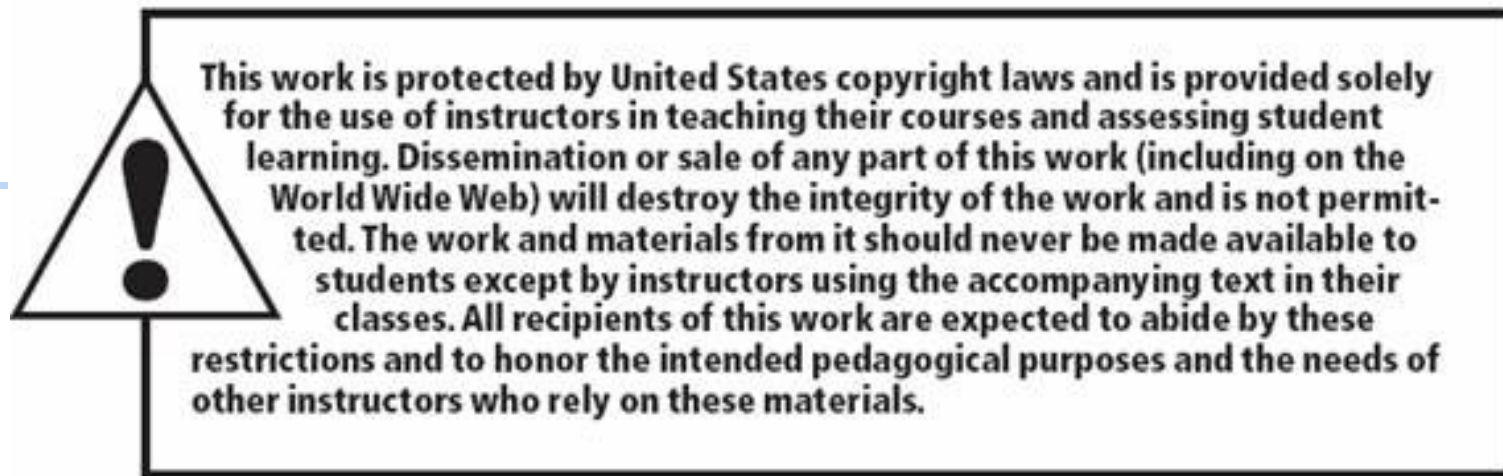 This work is protected by United States copyright laws and is provided solely
for the use of instructors in teaching their courses and assessing student
learning. Dissemination or sale of any part of this work (including on the
World Wide Web) will destroy the integrity of the work and is not permit-
ted. The work and materials from it should never be made available to
students except by instructors using the accompanying text in their
classes. All recipients of this work are expected to abide by these
restrictions and to honor the intended pedagogical purposes and the needs of
other instructors who rely on these materials.